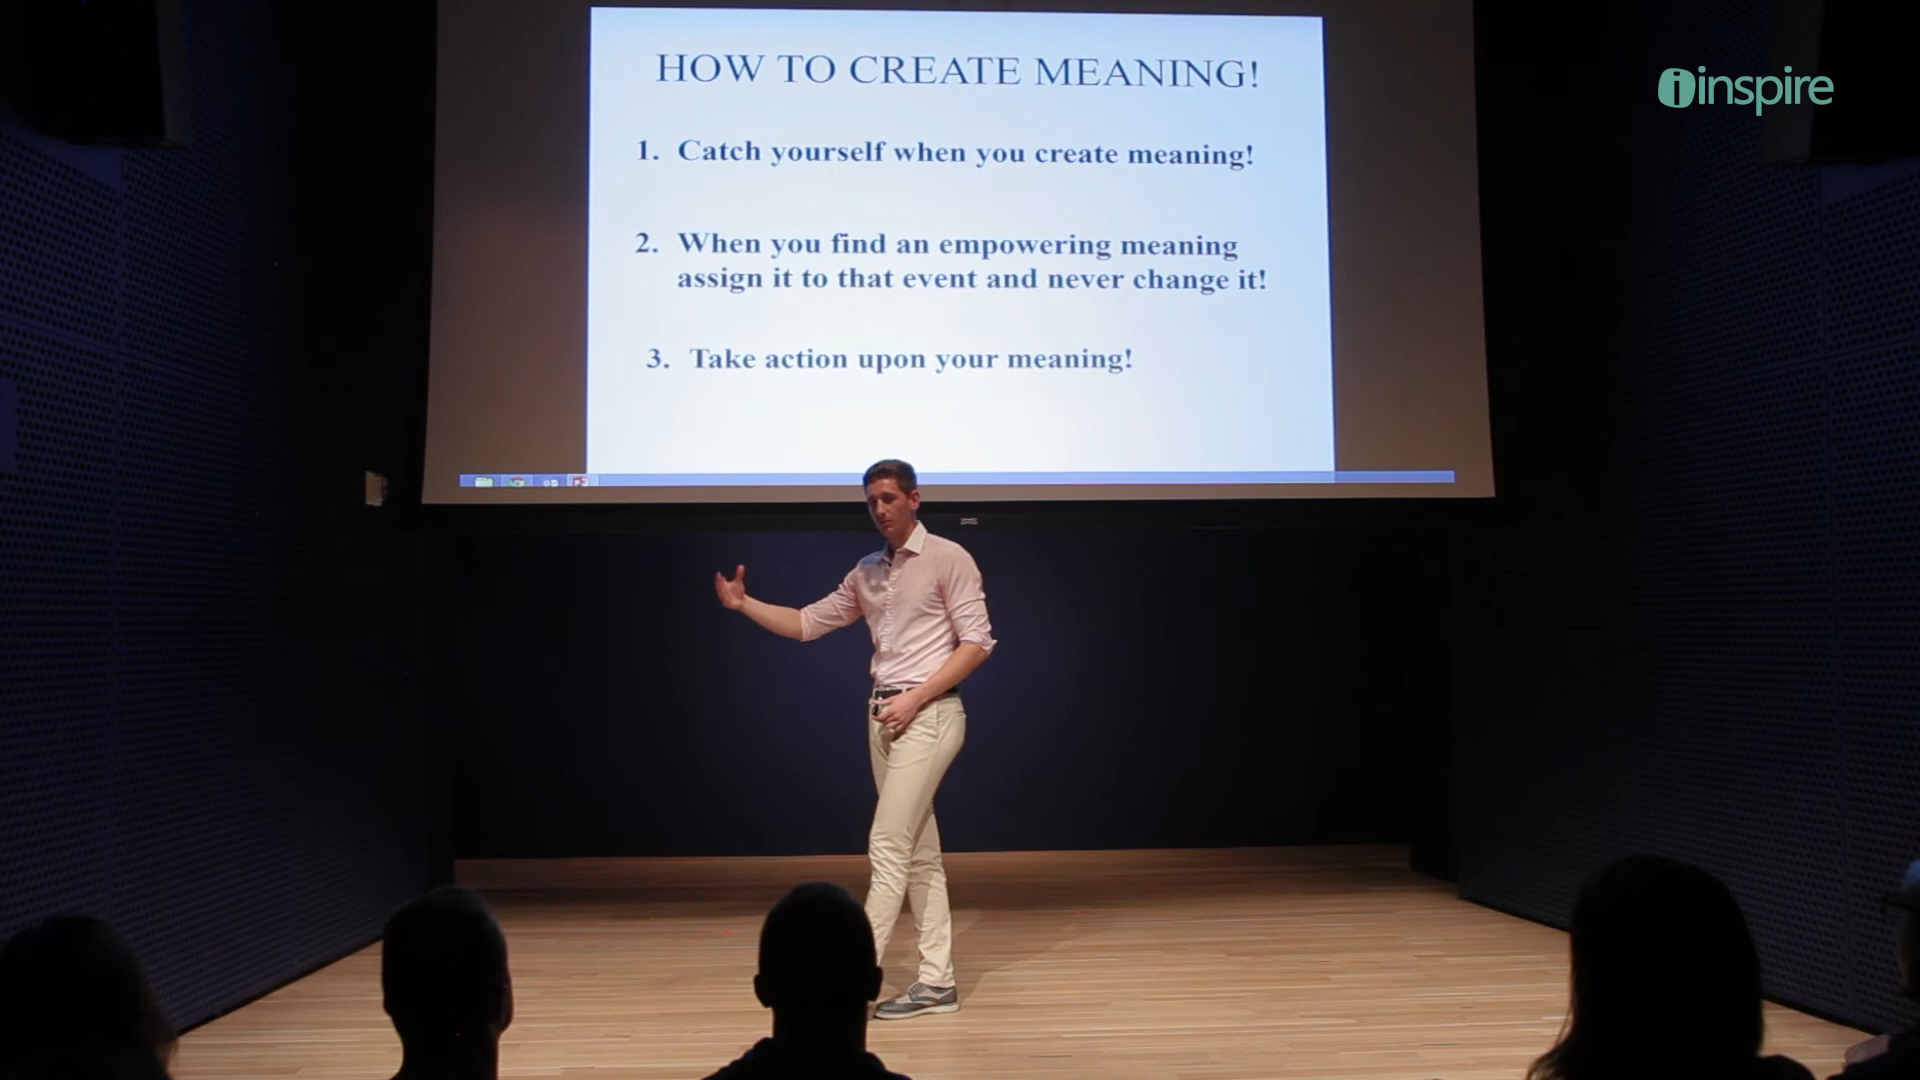 HOW TO CREATE MEANING!
inspire
1. Catch yourself when you create meaning!
2. When you find an empowering meaning
assign it to that event and never change it!
3. Take action upon your meaning!